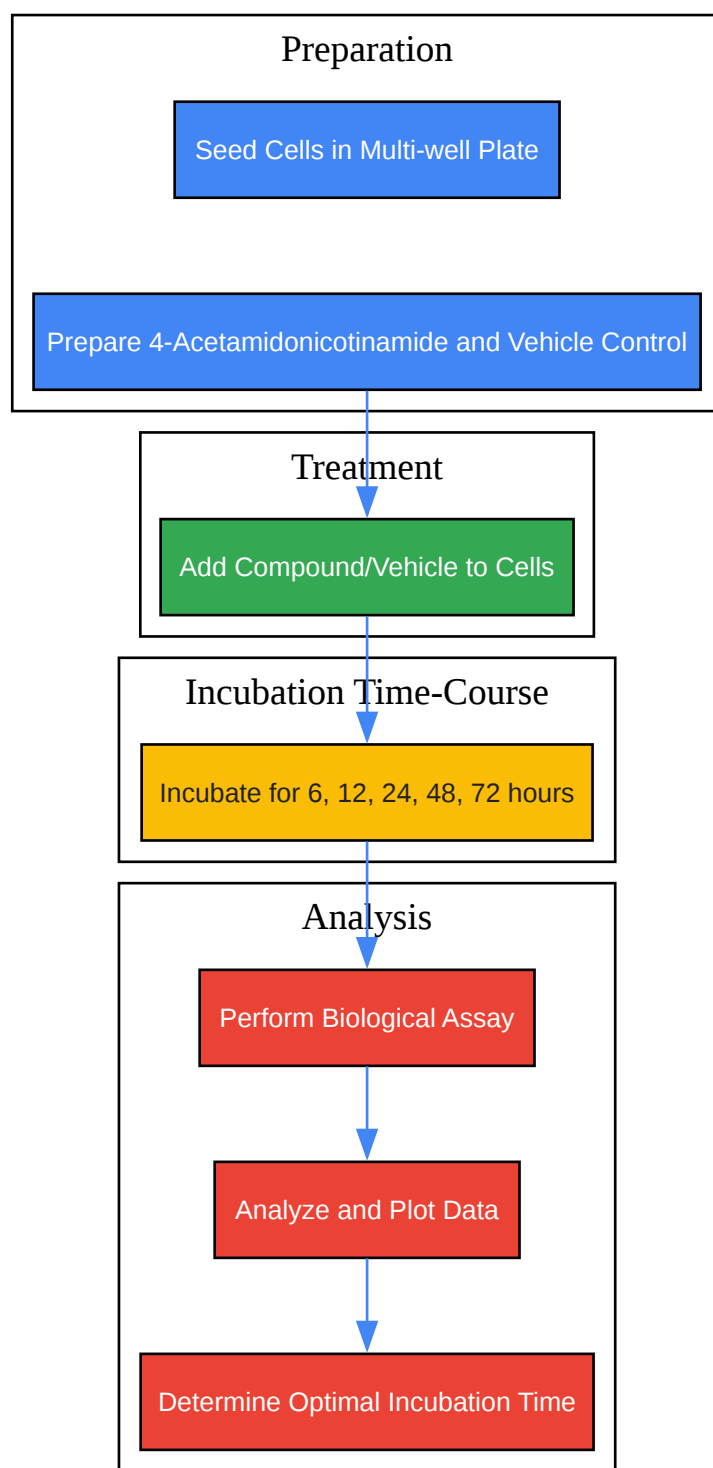 Preparation
Seed Cells in Multi-well Plate
Prepare 4-Acetamidonicotinamide and Vehicle Control
Treatment
Add Compound/Vehicle to Cells
Incubation Time-Course
Incubate for 6, 12, 24, 48, 72 hours
Analysis
Perform Biological Assay
Analyze and Plot Data
Determine Optimal Incubation Time